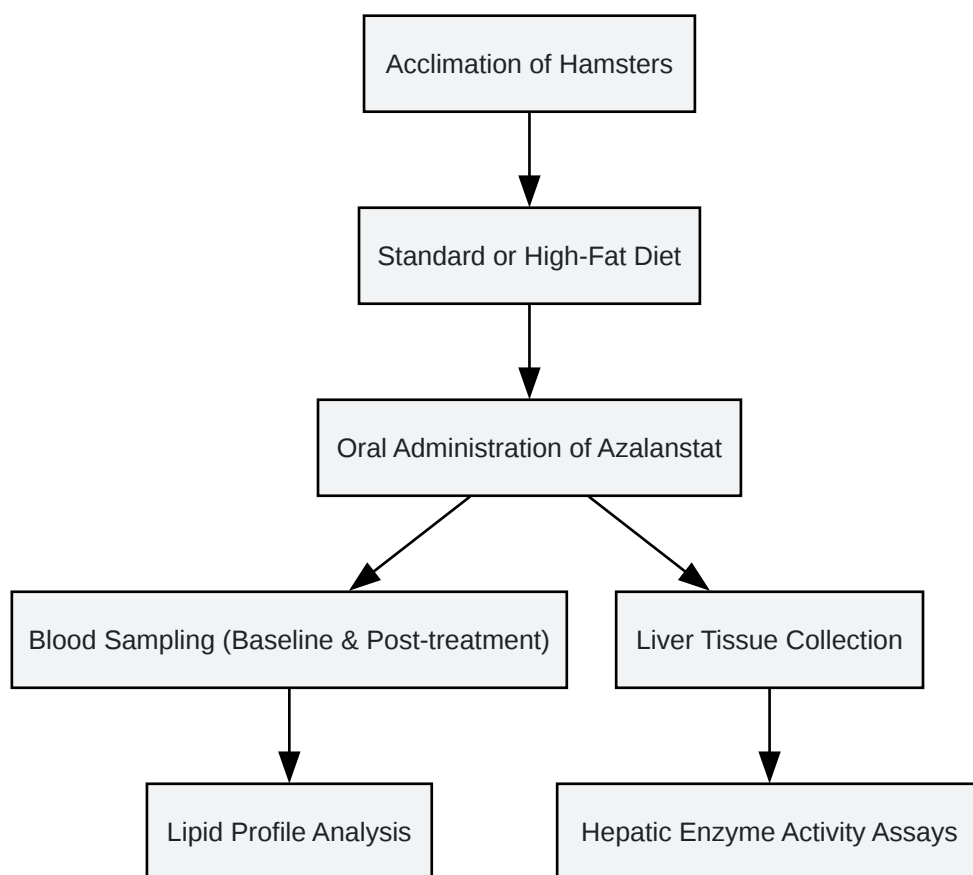 Acclimation of Hamsters
Standard or High-Fat Diet
Oral Administration of Azalanstat
Blood Sampling (Baseline & Post-treatment)
Liver Tissue Collection
Lipid Profile Analysis
Hepatic Enzyme Activity Assays